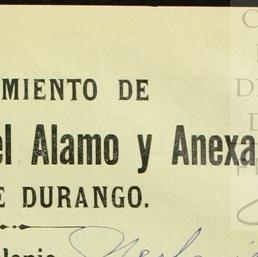 MIENTO DE
el Alamo y Anexa
E DURANGO.